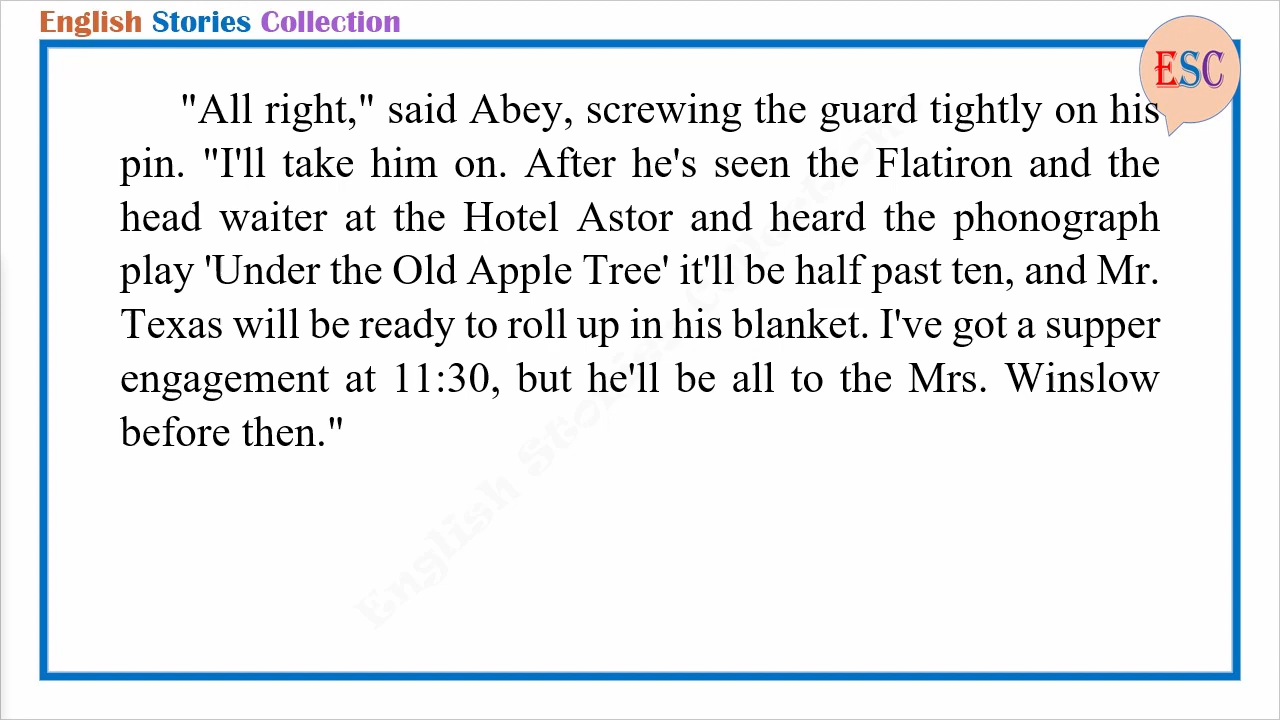 English Stories Collection
ESC
"All right," said Abey, screwing the guard tightly on his
pin. "I'll take him on. After he's seen the Flatiron and the
head waiter at the Hotel Astor and heard the phonograph
play 'Under the Old Apple Tree' it'll be half past ten, and Mr.
Texas will be ready to roll up in his blanket. I've got a supper
engagement at 11:30, but he'll be all to the Mrs. Winslow
before then."
English Stories Collection